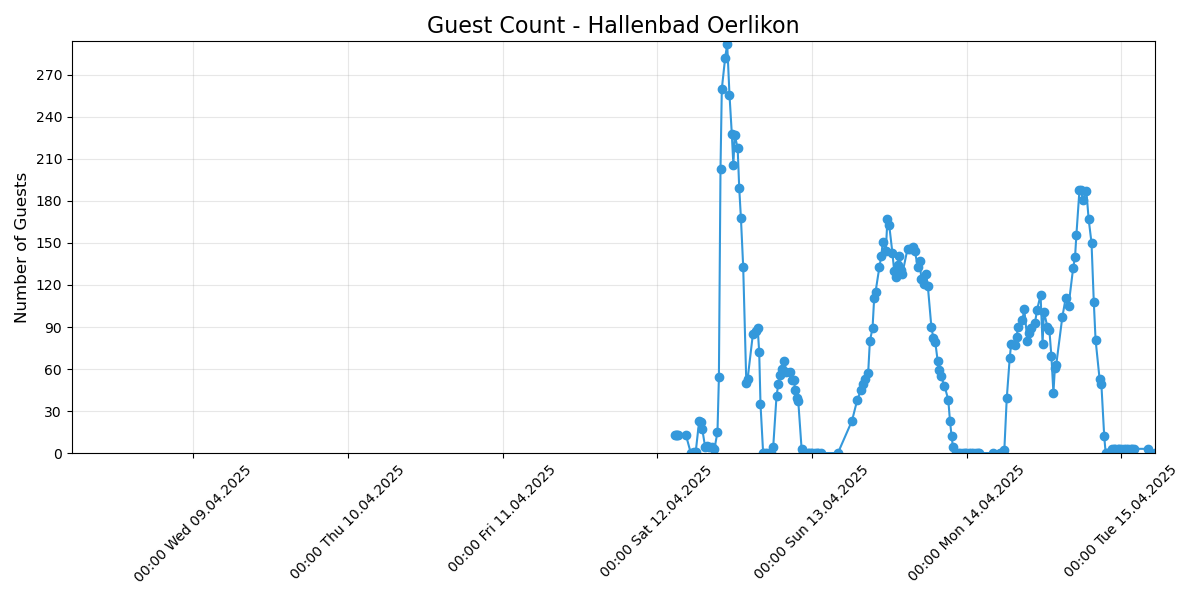 Guest Count - Hallenbad Oerlikon
Number of Guests
270
240
210
180
150
120
90
60
30
0
00:00 Wed 09.04.2025
00:00 Thu 10.04.2025
00:00 Fri 11.04.2025
00:00 Sat 12.04.2025
00:00 Sun 13.04.2025
00:00 Mon 14.04.2025
00:00 Tue 15.04.2025